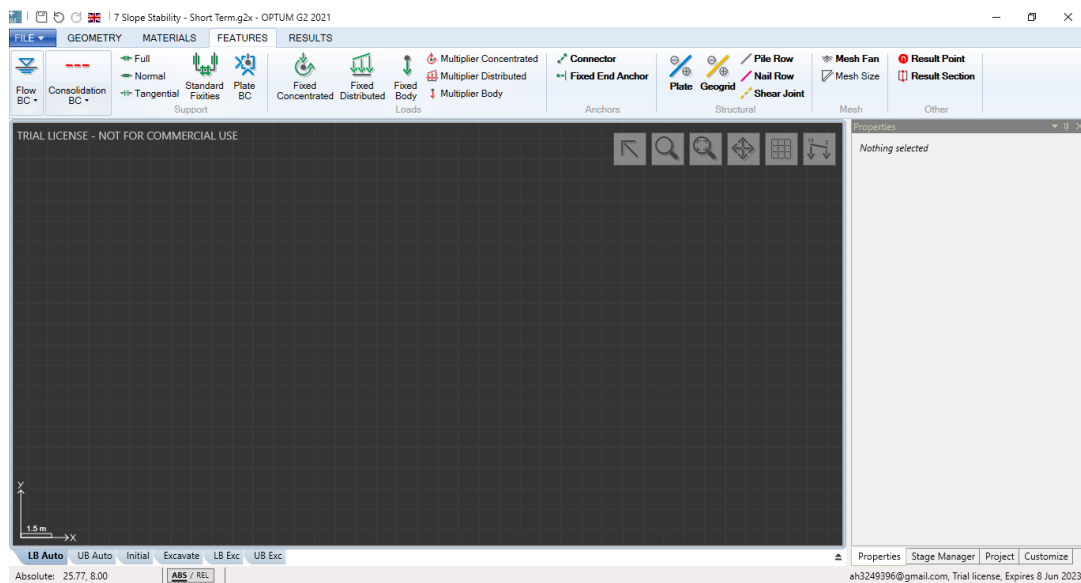 7 Slope Stability - Short Term.g2x - OPTUM G2 2021
FILE GEOMETRY MATERIALS FEATURES RESULTS
Flow BC
Consolidation BC
Full
Normal
Tangential
Standard Fixities
Plate BC
Support
Fixed Concentrated
Fixed Distributed
Fixed Body
Multiplier Concentrated
Multiplier Distributed
Multiplier Body
Loads
Connector
Fixed End Anchor
Anchors
Plate
Geogrid
Pile Row
Nail Row
Shear Joint
Structural
Mesh Fan
Mesh Size
Mesh
Result Point
Result Section
Other
TRIAL LICENSE - NOT FOR COMMERCIAL USE
Properties
Nothing selected
Y
1.5 m
X
LB Auto UB Auto Initial Excavate LB Exc UB Exc
Properties Stage Manager Project Customize
Absolute: 25.77, 8.00 ABS / REL
ah3249396@gmail.com, Trial license, Expires 8 Jun 2023